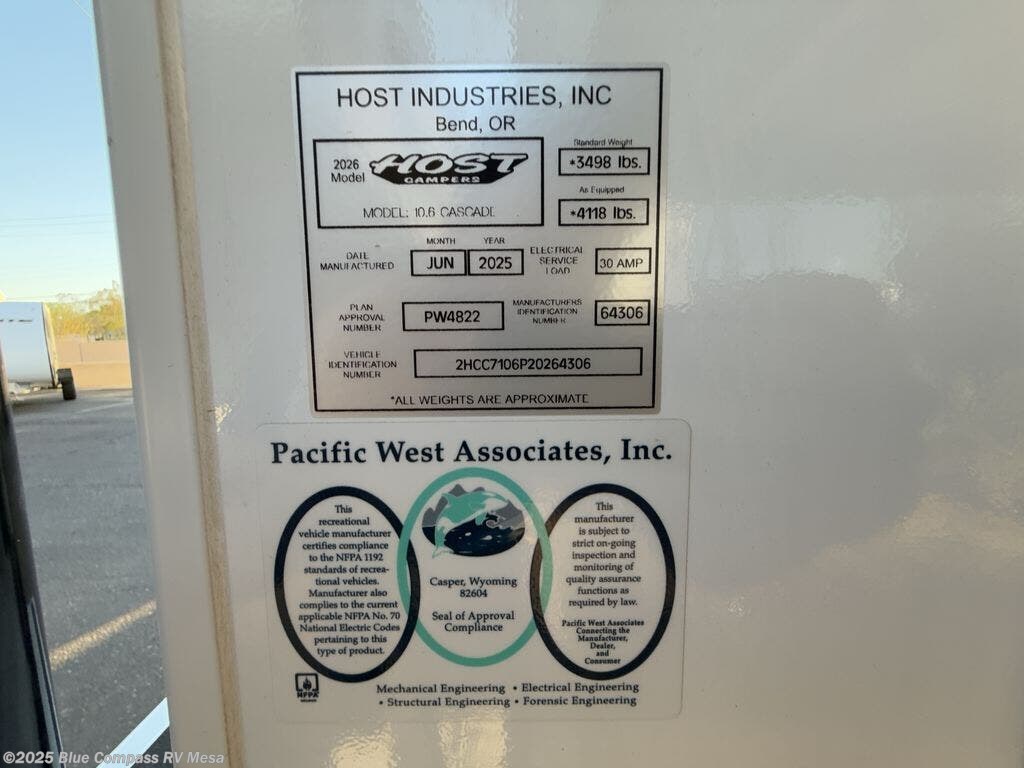 HOST INDUSTRIES, INC
Bend, OR
2026
Model
HOST
CAMPERS
MODEL: 10.6 CASCADE
Standard Weight
*3498 lbs.
As Equipped
*4118 lbs.
DATE
MANUFACTURED
MONTH
JUN
YEAR
2025
ELECTRICAL
SERVICE
LOAD
30 AMP
PLAN
APPROVAL
NUMBER
PW4822
MANUFACTURERS
IDENTIFICATION
NUMBER
64306
VEHICLE
IDENTIFICATION
NUMBER
2HCC7106P20264306
*ALL WEIGHTS ARE APPROXIMATE
Pacific West Associates, Inc.
This
recreational
vehicle manufacturer
certifies compliance
to the NFPA 1192
standards of recrea-
tional vehicles.
Manufacturer also
complies to the current
applicable NFPA No. 70
National Electric Codes
pertaining to this
type of product.
Casper, Wyoming
82604
Seal of Approval
Compliance
This
manufacturer
is subject to
strict on-going
inspection and
monitoring of
quality assurance
functions as
required by law.
Pacific West Associates
Connecting the
Manufacturer,
Dealer,
and
Consumer
NFPA
Mechanical Engineering • Electrical Engineering
• Structural Engineering • Forensic Engineering
©2025 Blue Compass RV Mesa